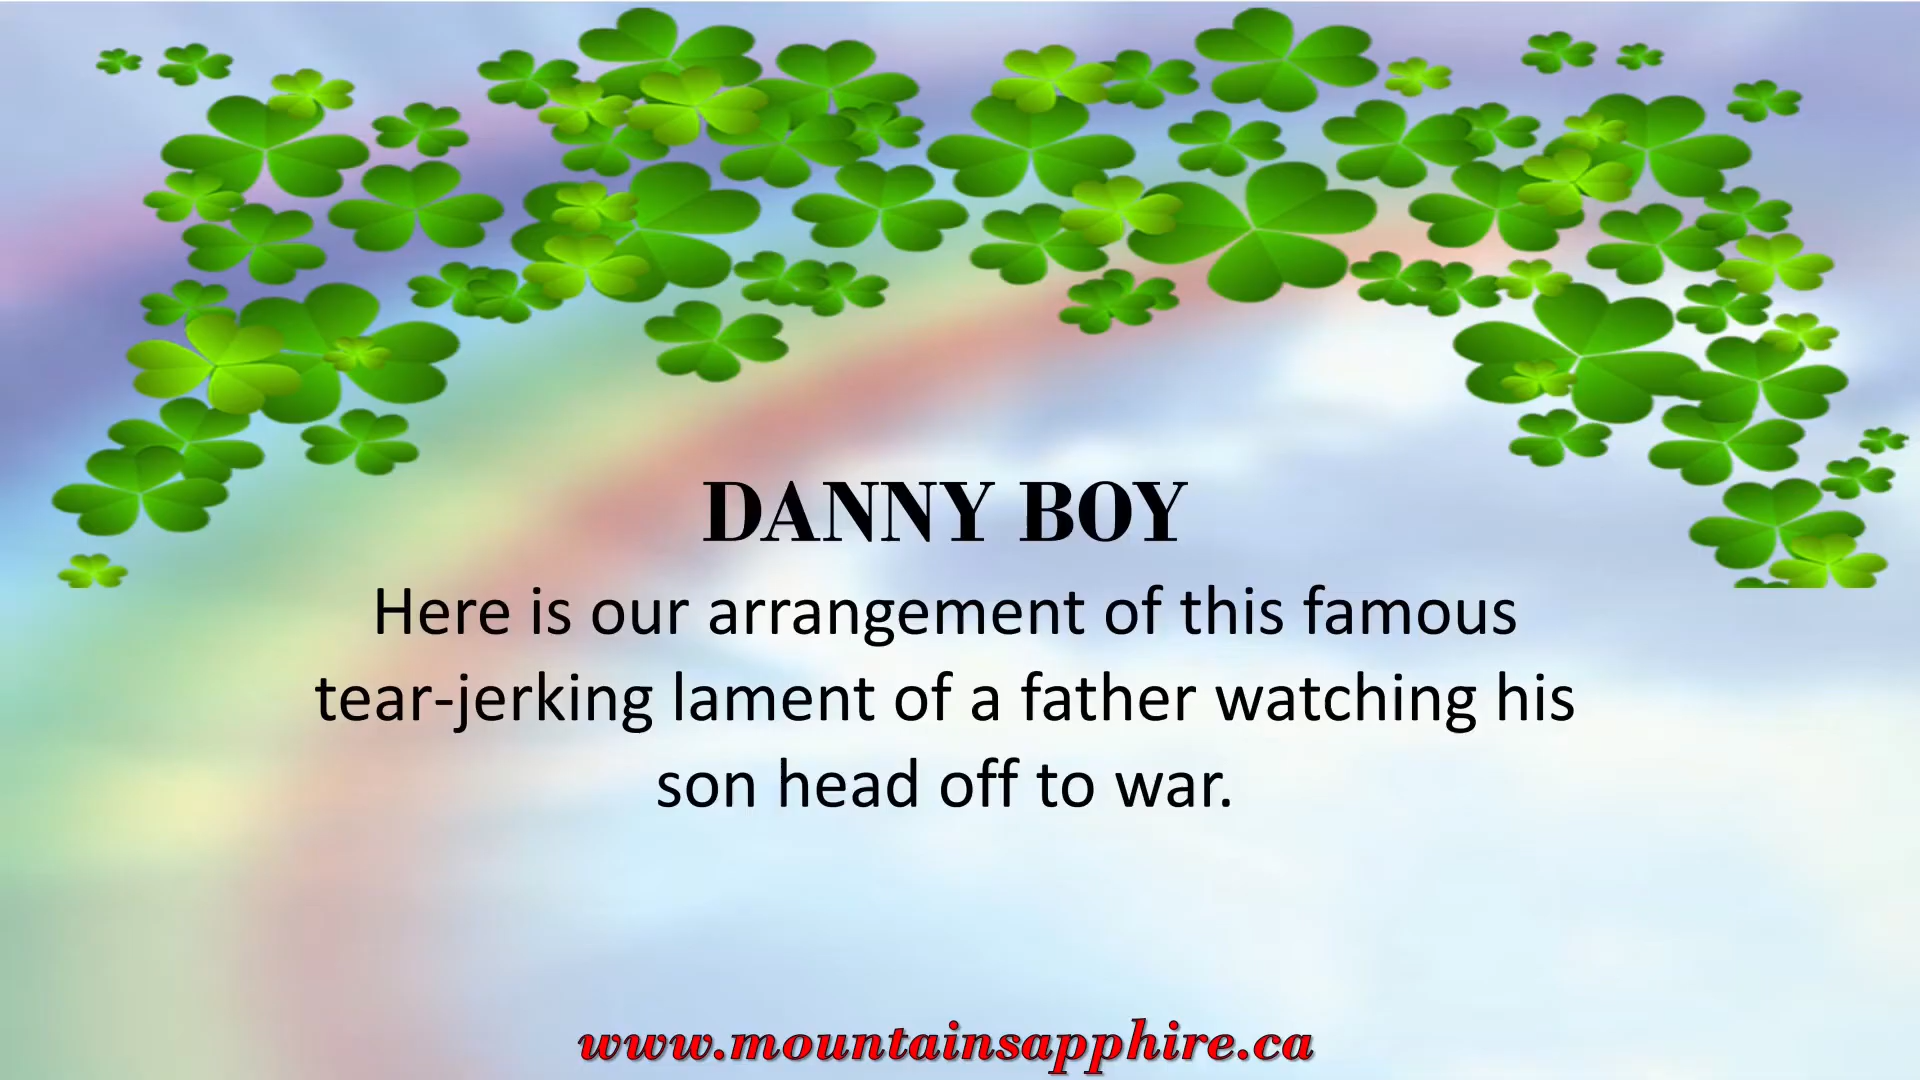 DANNY BOY
Here is our arrangement of this famous
tear-jerking lament of a father watching his
son head off to war.
www.mountainsapphire.ca